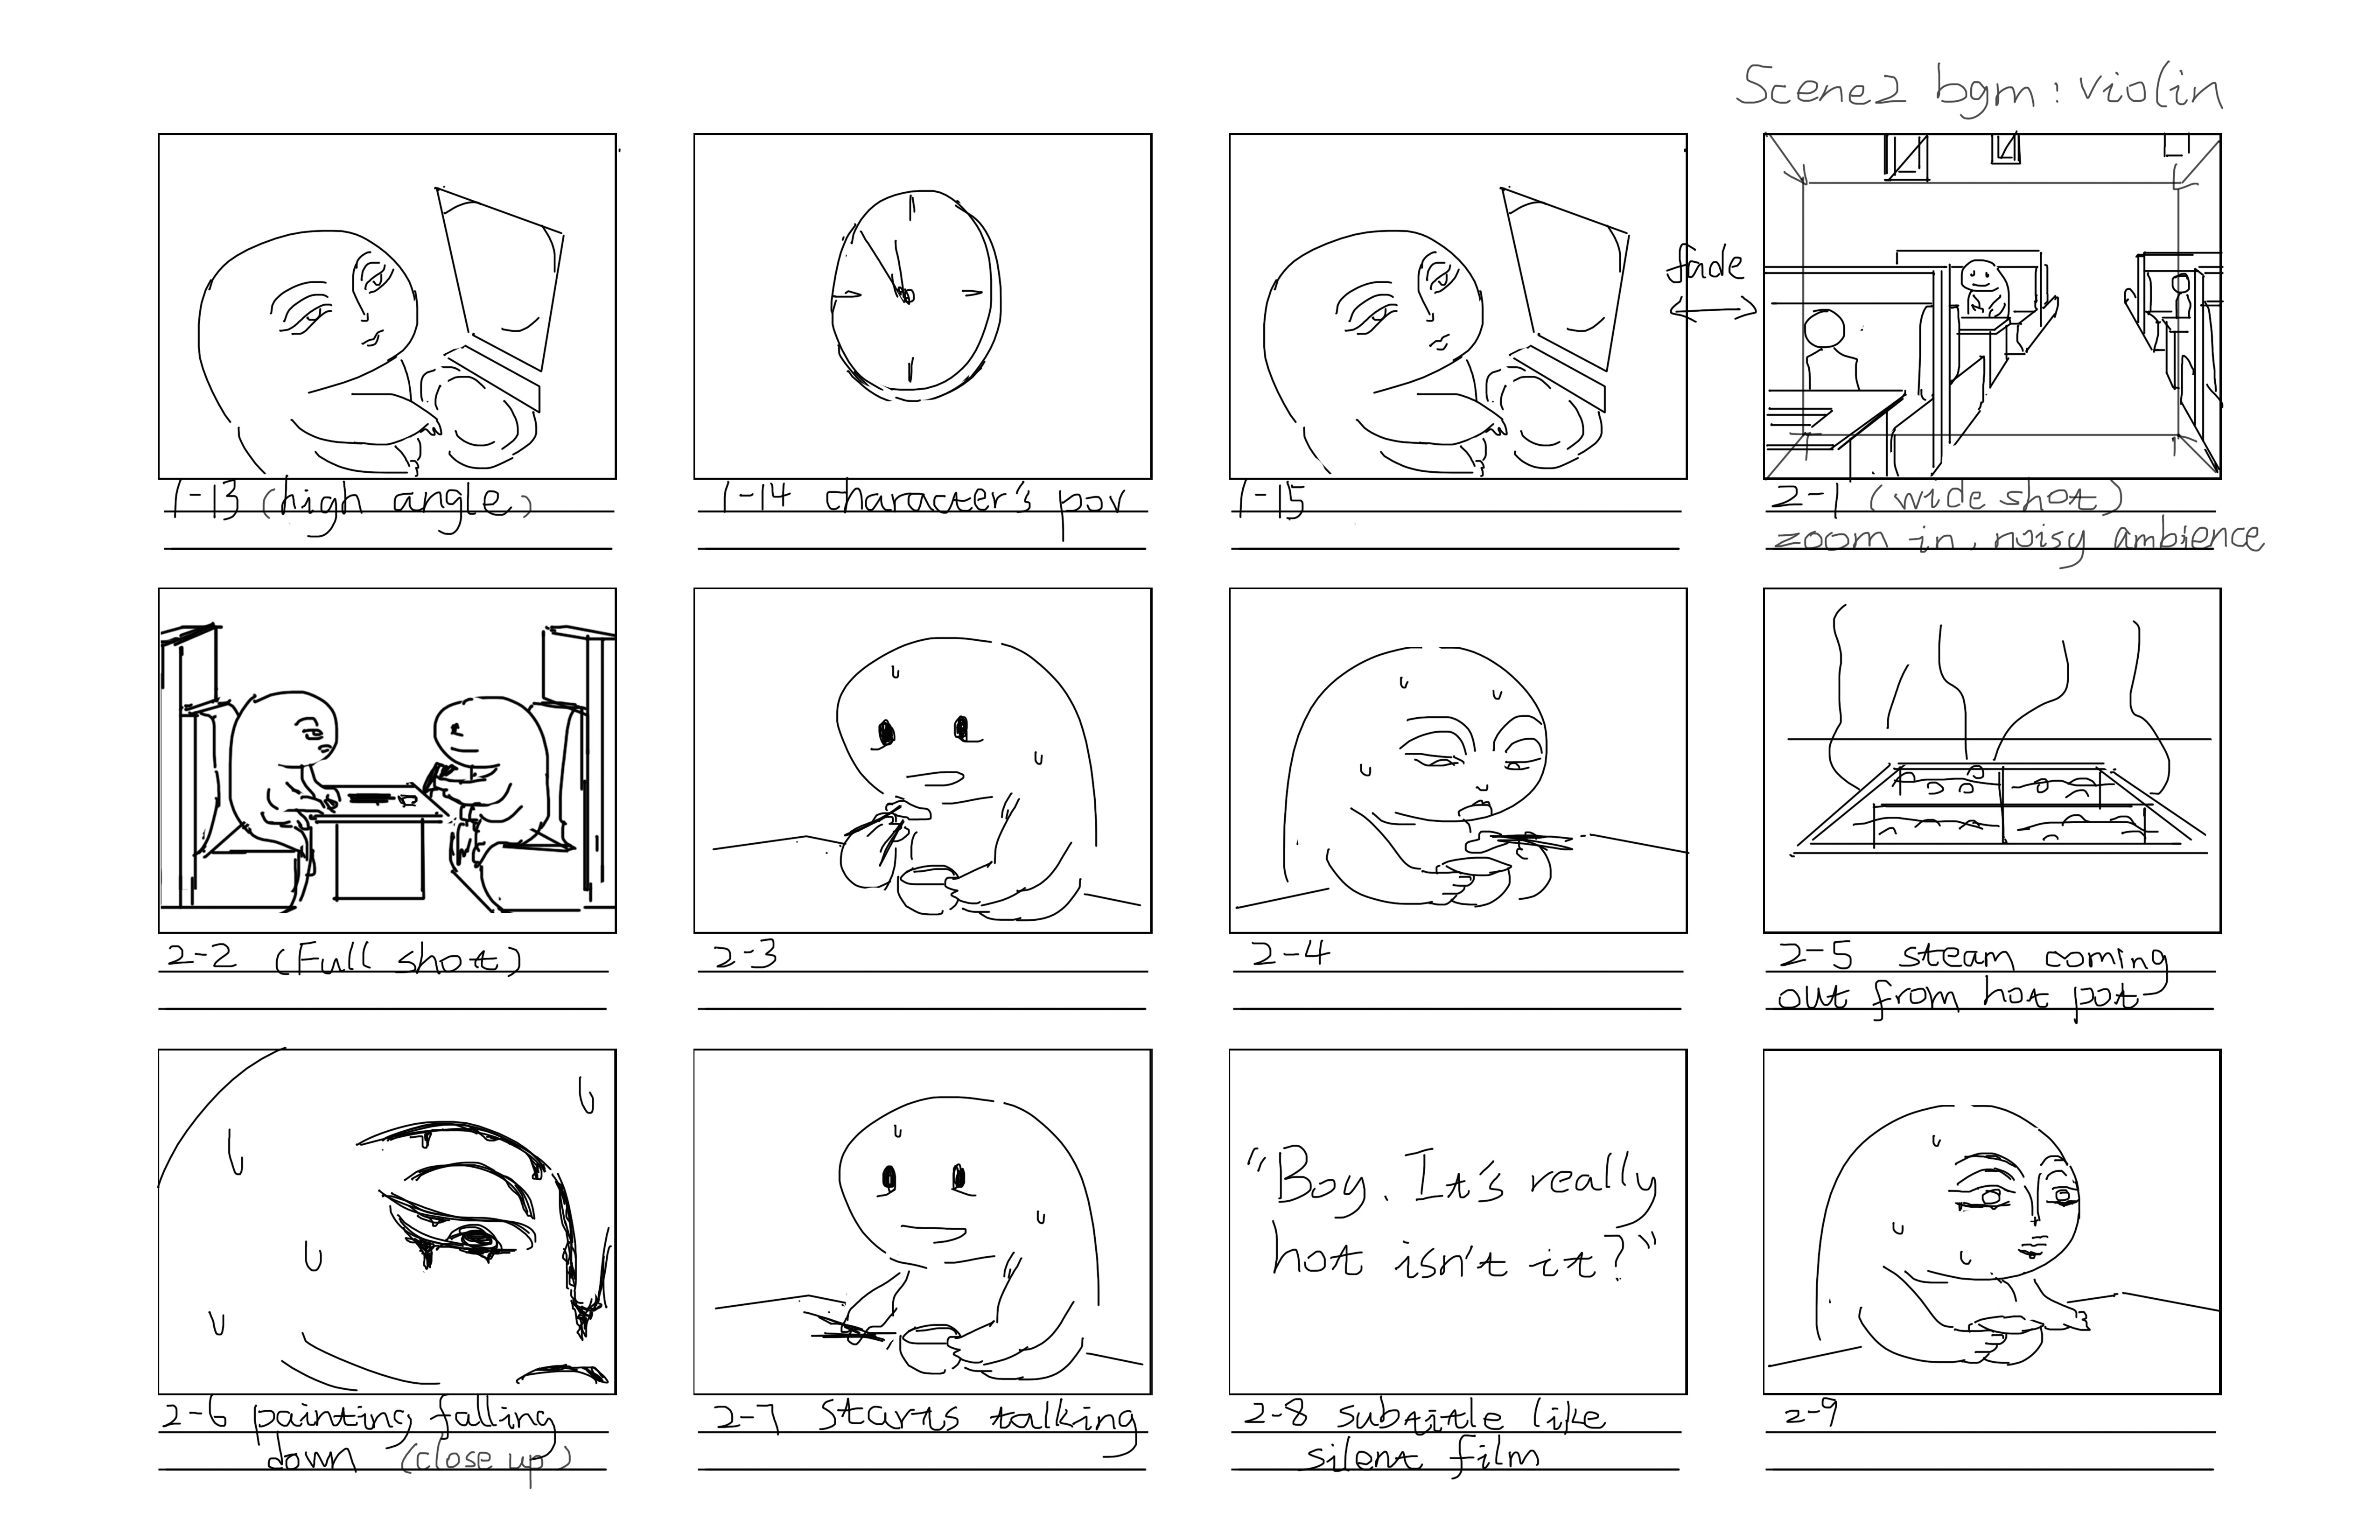 Scene2 bgm: violin
1-13 (high angle)
1-14 character's pov
1-15
fade
2-1 (wide shot)
zoom in, noisy ambience
2-2 (Full shot)
2-3
2-4
2-5 steam coming
out from hot pot
2-6 painting falling
down (close up)
2-7 starts talking
"Boy. It's really
hot isn't it?"
2-8 subtitle like
silent film
2-9